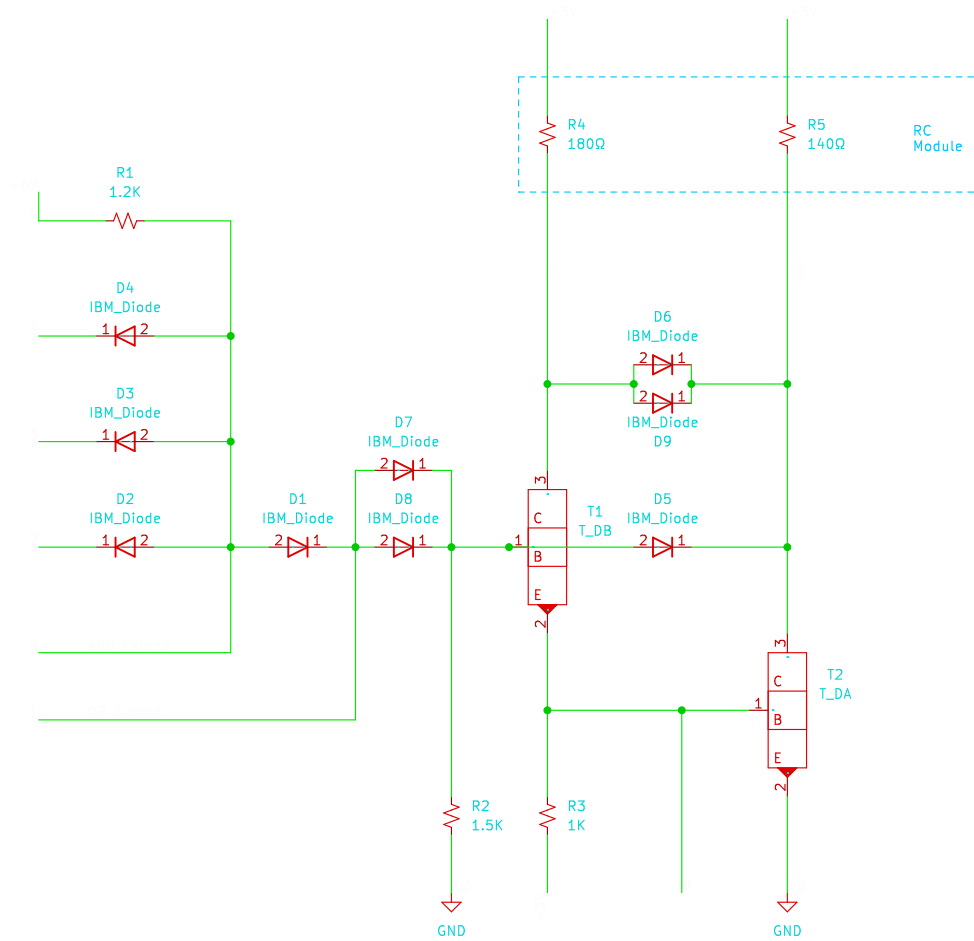 R4
180Ω
R5
140Ω
RC
Module
R1
1.2K
D4
IBM_Diode
1
2
D6
IBM_Diode
2
1
2
1
IBM_Diode
D9
D3
IBM_Diode
1
2
D7
IBM_Diode
2
1
D2
IBM_Diode
1
2
D1
IBM_Diode
2
1
D8
IBM_Diode
2
1
3
T1
T_DB
1
C
B
E
2
D5
IBM_Diode
2
1
3
T2
T_DA
1
C
B
E
2
R2
1.5K
R3
1K
GND
GND